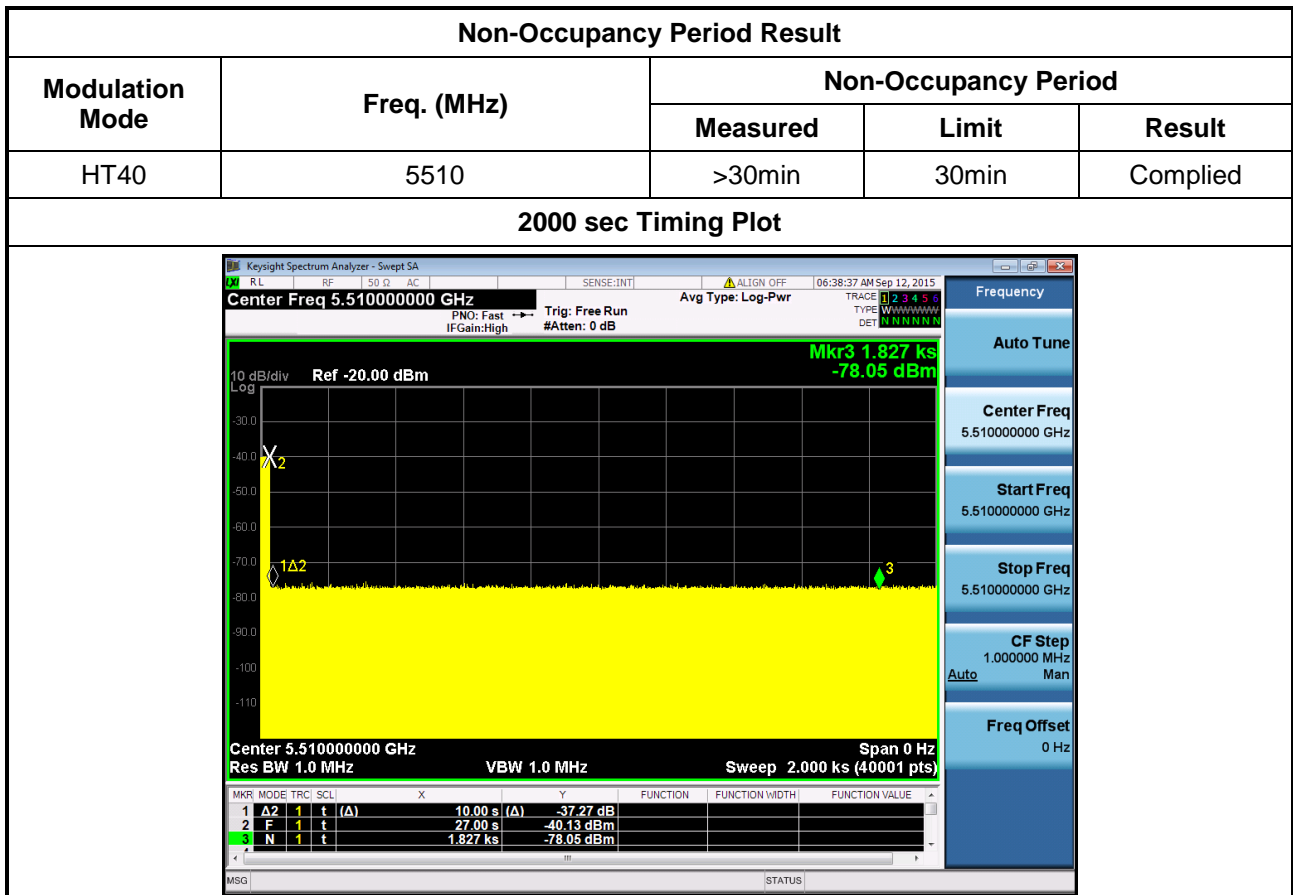 Non-Occupancy Period Result
Modulation Mode
Freq. (MHz)
Non-Occupancy Period
Measured
Limit
Result
HT40
5510
>30min
30min
Complied
2000 sec Timing Plot
Keysight Spectrum Analyzer - Swept SA
LXI RL RF 50 Ω AC SENSE:INT ALIGN OFF 06:38:37 AM Sep 12, 2015
Center Freq 5.510000000 GHz
PNO: Fast
IFGain:High
Trig: Free Run
#Atten: 0 dB
Avg Type: Log-Pwr
TRACE 1 2 3 4 5 6
TYPE WWWWWW
DET N N N N N N
Mkr3 1.827 ks
-78.05 dBm
10 dB/div Ref -20.00 dBm
Log
-30.0
-40.0
-50.0
-60.0
-70.0
-80.0
-90.0
-100
-110
X2
1Δ2
3
Center 5.510000000 GHz Span 0 Hz
Res BW 1.0 MHz VBW 1.0 MHz Sweep 2.000 ks (40001 pts)
MKR MODE TRC SCL X Y FUNCTION FUNCTION WIDTH FUNCTION VALUE
1 Δ2 1 t (Δ) 10.00 s (Δ) -37.27 dB
2 F 1 t 27.00 s -40.13 dBm
3 N 1 t 1.827 ks -78.05 dBm
MSG STATUS
Frequency
Auto Tune
Center Freq
5.510000000 GHz
Start Freq
5.510000000 GHz
Stop Freq
5.510000000 GHz
CF Step
1.000000 MHz
Auto Man
Freq Offset
0 Hz